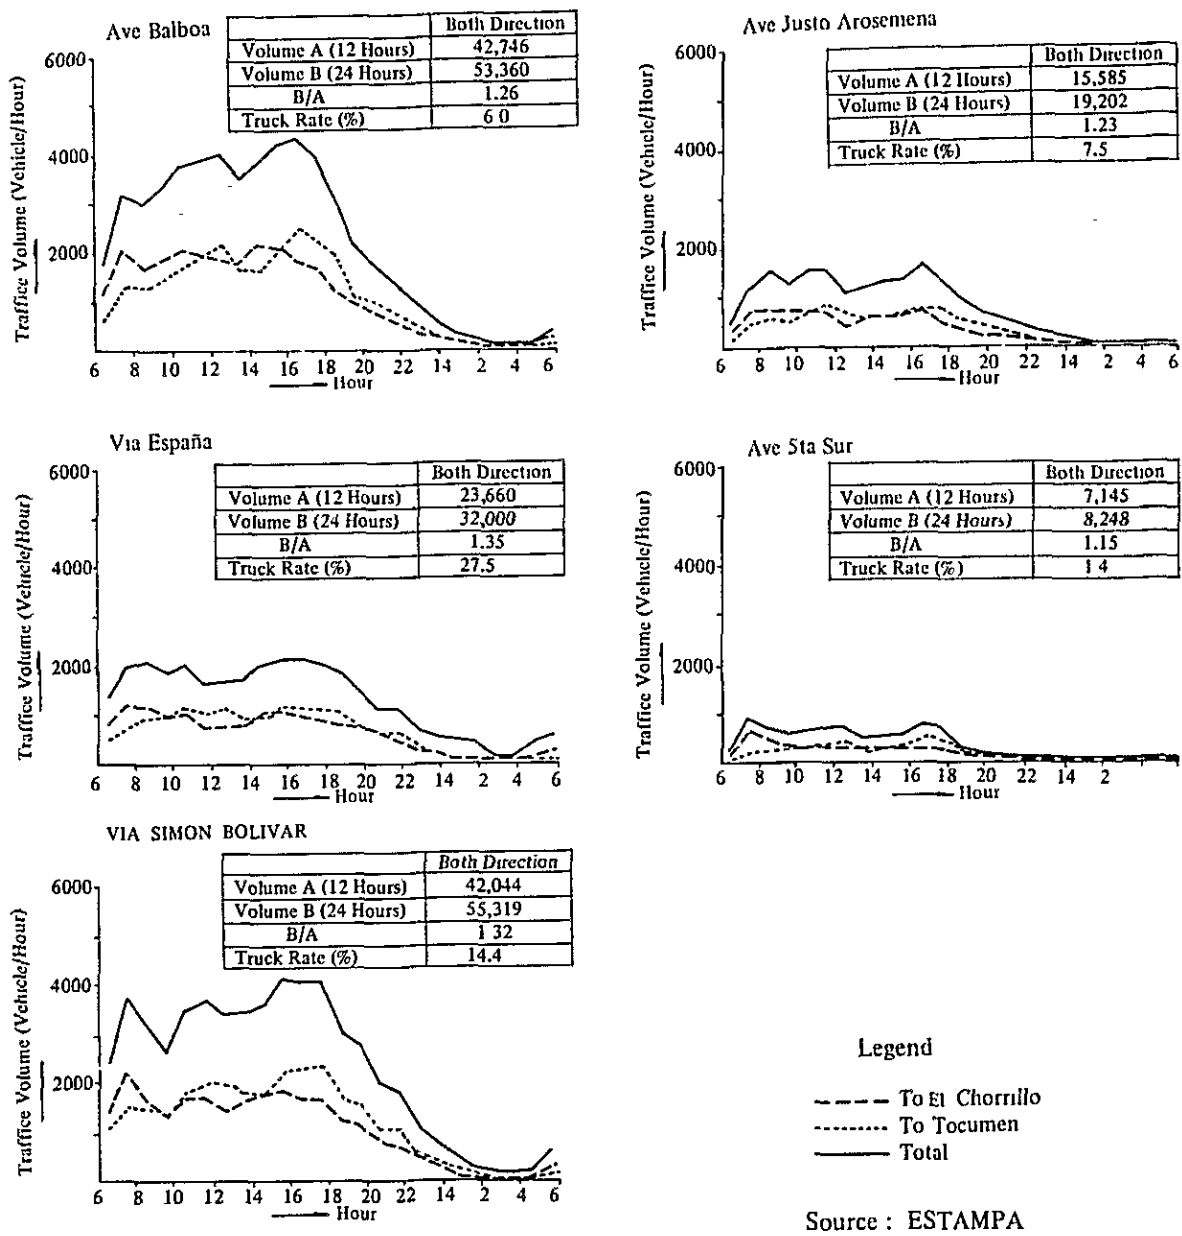 Ave Balboa
Both Direction
Volume A (12 Hours) 42,746
Volume B (24 Hours) 53,360
B/A 1.26
Truck Rate (%) 6 0
6000
4000
2000
Traffice Volume (Vehicle/Hour)
6 8 10 12 14 16 18 20 22 14 2 4 6
Hour
Ave Justo Arosemena
Both Direction
Volume A (12 Hours) 15,585
Volume B (24 Hours) 19,202
B/A 1.23
Truck Rate (%) 7.5
6000
4000
2000
Traffice Volume (Vehicle/Hour)
6 8 10 11 12 14 16 20 22 14 2 4 6
Hour
Via España
Both Direction
Volume A (12 Hours) 23,660
Volume B (24 Hours) 32,000
B/A 1.35
Truck Rate (%) 27.5
6000
4000
2000
Traffice Volume (Vehicle/Hour)
6 8 10 12 14 16 18 20 22 14 2 4 6
Hour
Ave 5ta Sur
Both Direction
Volume A (12 Hours) 7,145
Volume B (24 Hours) 8,248
B/A 1.15
Truck Rate (%) 1 4
6000
4000
2000
Traffice Volume (Vehicle/Hour)
6 8 10 12 14 16 18 20 22 14 2
Hour
VIA SIMON BOLIVAR
Both Direction
Volume A (12 Hours) 42,044
Volume B (24 Hours) 55,319
B/A 1 32
Truck Rate (%) 14.4
6000
4000
2000
Traffice Volume (Vehicle/Hour)
6 8 10 12 14 16 18 20 22 14 2 4 6
Hour
Legend
To El Chorrillo
To Tocumen
Total
Source : ESTAMPA